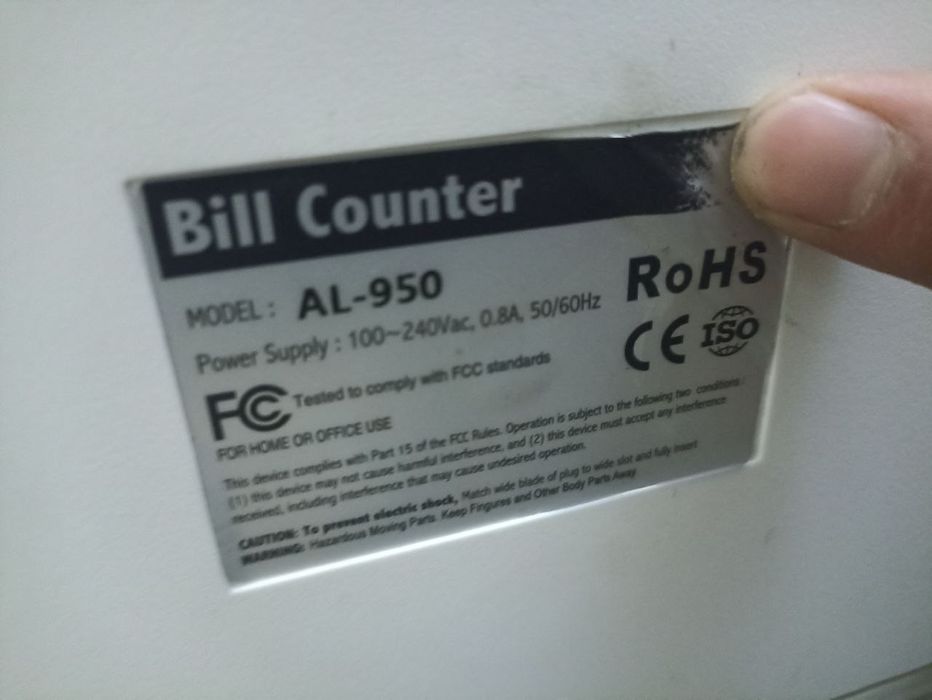 Bill Counter
MODEL : AL-950
RoHS
Power Supply : 100~240Vac, 0.8A, 50/60Hz
CE ISO
FC Tested to comply with FCC standards
FOR HOME OR OFFICE USE
This device complies with Part 15 of the FCC Rules. Operation is subject to the following two conditions :
(1) this device may not cause harmful interference, and (2) this device must accept any interference
received, including interference that may cause undesired operation.
CAUTION: To prevent electric shock, Match wide blade of plug to wide slot and fully insert
WARNING: Hazardous Moving Parts. Keep Fingures and Other Body Parts Away